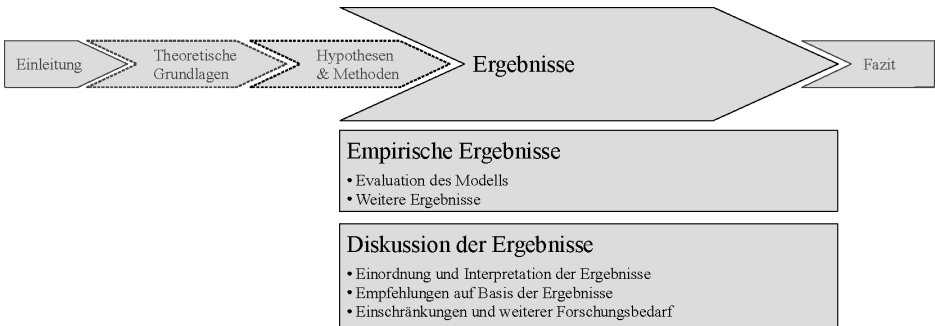 Einleitung
Theoretische
Grundlagen
Hypothesen
& Methoden
Ergebnisse
Fazit
Empirische Ergebnisse
• Evaluation des Modells
• Weitere Ergebnisse
Diskussion der Ergebnisse
• Einordnung und Interpretation der Ergebnisse
• Empfehlungen auf Basis der Ergebnisse
• Einschränkungen und weiterer Forschungsbedarf